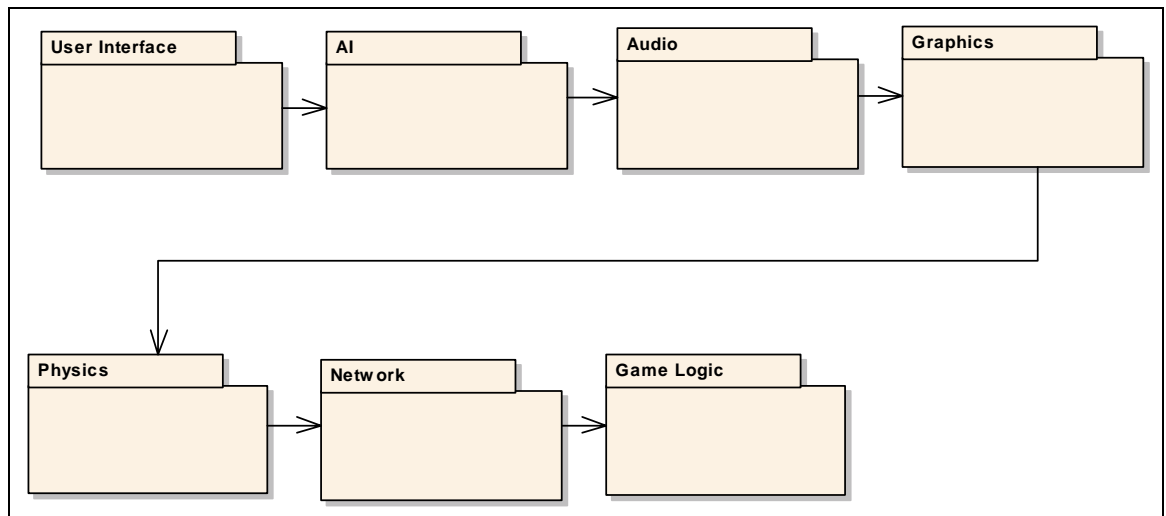 User Interface
AI
Audio
Graphics
Physics
Network
Game Logic